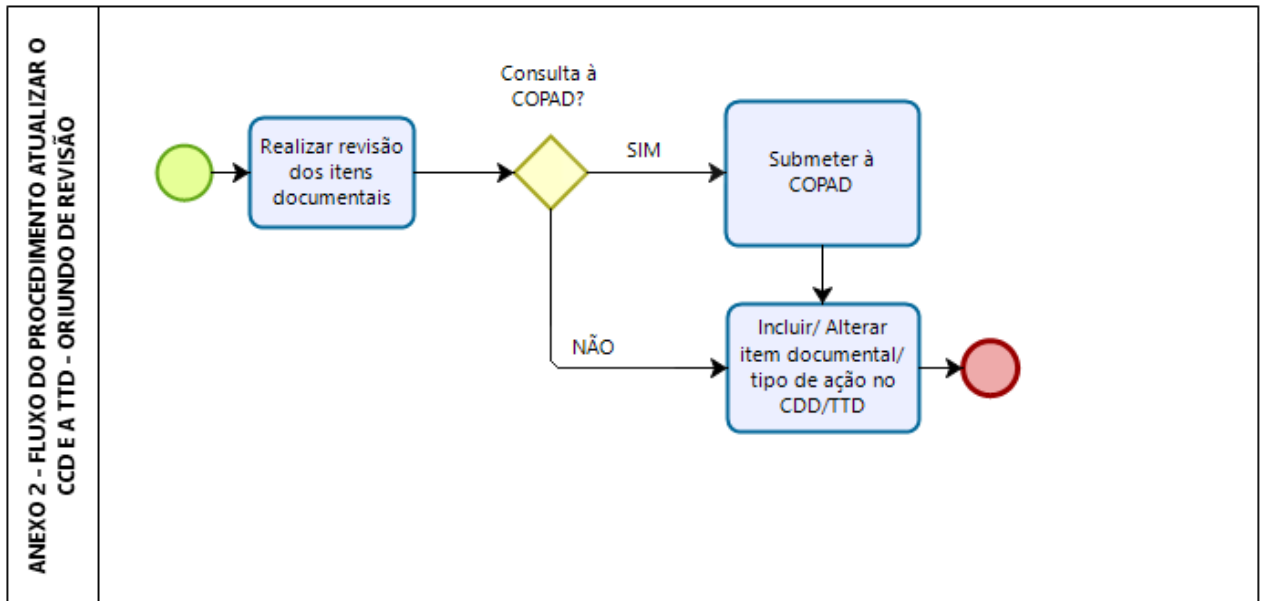 ANEXO 2 - FLUXO DO PROCEDIMENTO ATUALIZAR O
CCD E A TTD - ORIUNDO DE REVISÃO
Realizar revisão
dos itens
documentais
Consulta à
COPAD?
SIM
Submeter à
COPAD
NÃO
Incluir/ Alterar
item documental/
tipo de ação no
CDD/TTD